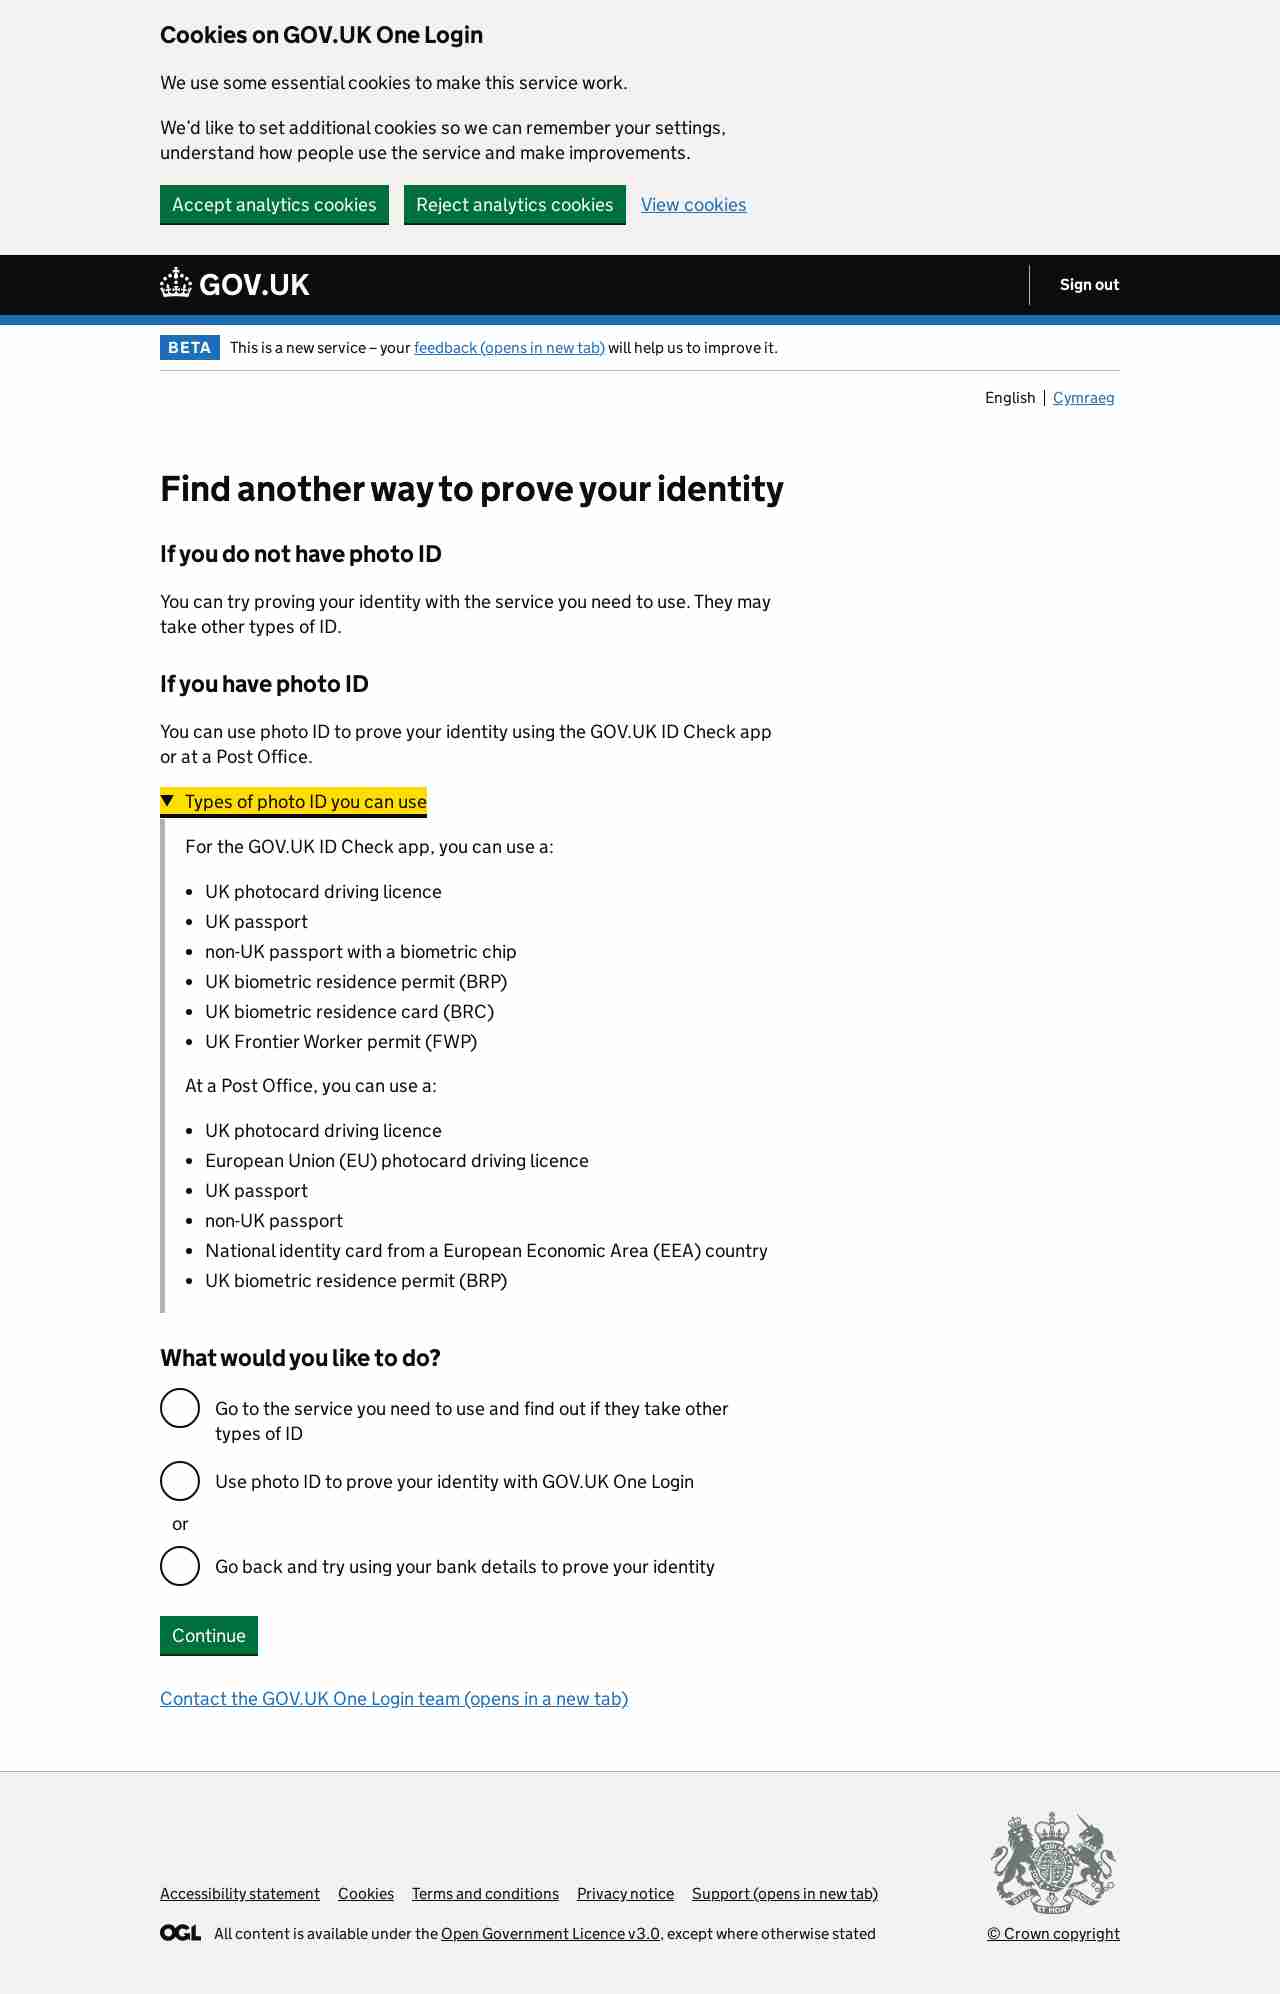 Cookies on GOV.UK One Login
We use some essential cookies to make this service work.
We’d like to set additional cookies so we can remember your settings,
understand how people use the service and make improvements.
Accept analytics cookies Reject analytics cookies View cookies
GOV.UK Sign out
BETA This is a new service – your feedback (opens in new tab) will help us to improve it.
English Cymraeg
Find another way to prove your identity
If you do not have photo ID
You can try proving your identity with the service you need to use. They may
take other types of ID.
If you have photo ID
You can use photo ID to prove your identity using the GOV.UK ID Check app
or at a Post Office.
Types of photo ID you can use
For the GOV.UK ID Check app, you can use a:
• UK photocard driving licence
• UK passport
• non-UK passport with a biometric chip
• UK biometric residence permit (BRP)
• UK biometric residence card (BRC)
• UK Frontier Worker permit (FWP)
At a Post Office, you can use a:
• UK photocard driving licence
• European Union (EU) photocard driving licence
• UK passport
• non-UK passport
• National identity card from a European Economic Area (EEA) country
• UK biometric residence permit (BRP)
What would you like to do?
Go to the service you need to use and find out if they take other
types of ID
Use photo ID to prove your identity with GOV.UK One Login
or
Go back and try using your bank details to prove your identity
Continue
Contact the GOV.UK One Login team (opens in a new tab)
Accessibility statement Cookies Terms and conditions Privacy notice Support (opens in new tab)
OGL All content is available under the Open Government Licence v3.0, except where otherwise stated
© Crown copyright